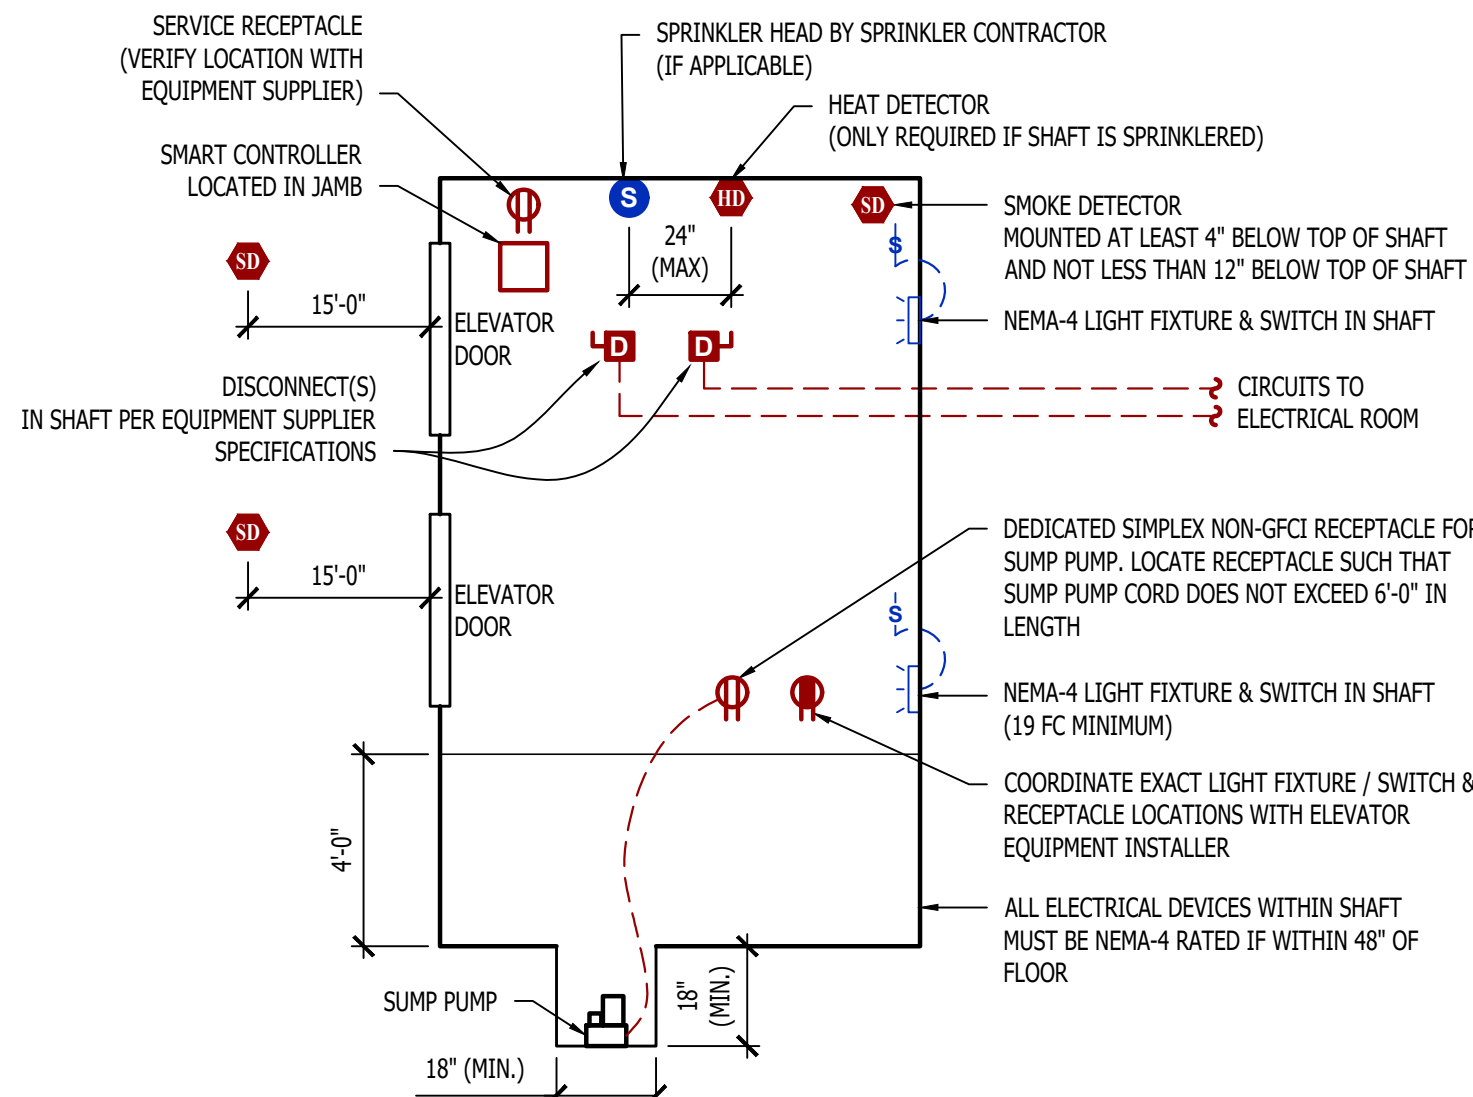 SERVICE RECEPTACLE
(VERIFY LOCATION WITH
EQUIPMENT SUPPLIER)
SPRINKLER HEAD BY SPRINKLER CONTRACTOR
(IF APPLICABLE)
HEAT DETECTOR
(ONLY REQUIRED IF SHAFT IS SPRINKLERED)
SMART CONTROLLER
LOCATED IN JAMB
S
HD
SD
SMOKE DETECTOR
MOUNTED AT LEAST 4" BELOW TOP OF SHAFT
AND NOT LESS THAN 12" BELOW TOP OF SHAFT
S
24"
(MAX)
SD
15'-0"
ELEVATOR
DOOR
NEMA-4 LIGHT FIXTURE & SWITCH IN SHAFT
D
D
DISCONNECT(S)
IN SHAFT PER EQUIPMENT SUPPLIER
SPECIFICATIONS
CIRCUITS TO
ELECTRICAL ROOM
SD
15'-0"
ELEVATOR
DOOR
DEDICATED SIMPLEX NON-GFCI RECEPTACLE FOR
SUMP PUMP. LOCATE RECEPTACLE SUCH THAT
SUMP PUMP CORD DOES NOT EXCEED 6'-0" IN
LENGTH
S
NEMA-4 LIGHT FIXTURE & SWITCH IN SHAFT
(19 FC MINIMUM)
COORDINATE EXACT LIGHT FIXTURE / SWITCH &
RECEPTACLE LOCATIONS WITH ELEVATOR
EQUIPMENT INSTALLER
4'-0"
ALL ELECTRICAL DEVICES WITHIN SHAFT
MUST BE NEMA-4 RATED IF WITHIN 48" OF
FLOOR
SUMP PUMP
18"
(MIN.)
18" (MIN.)